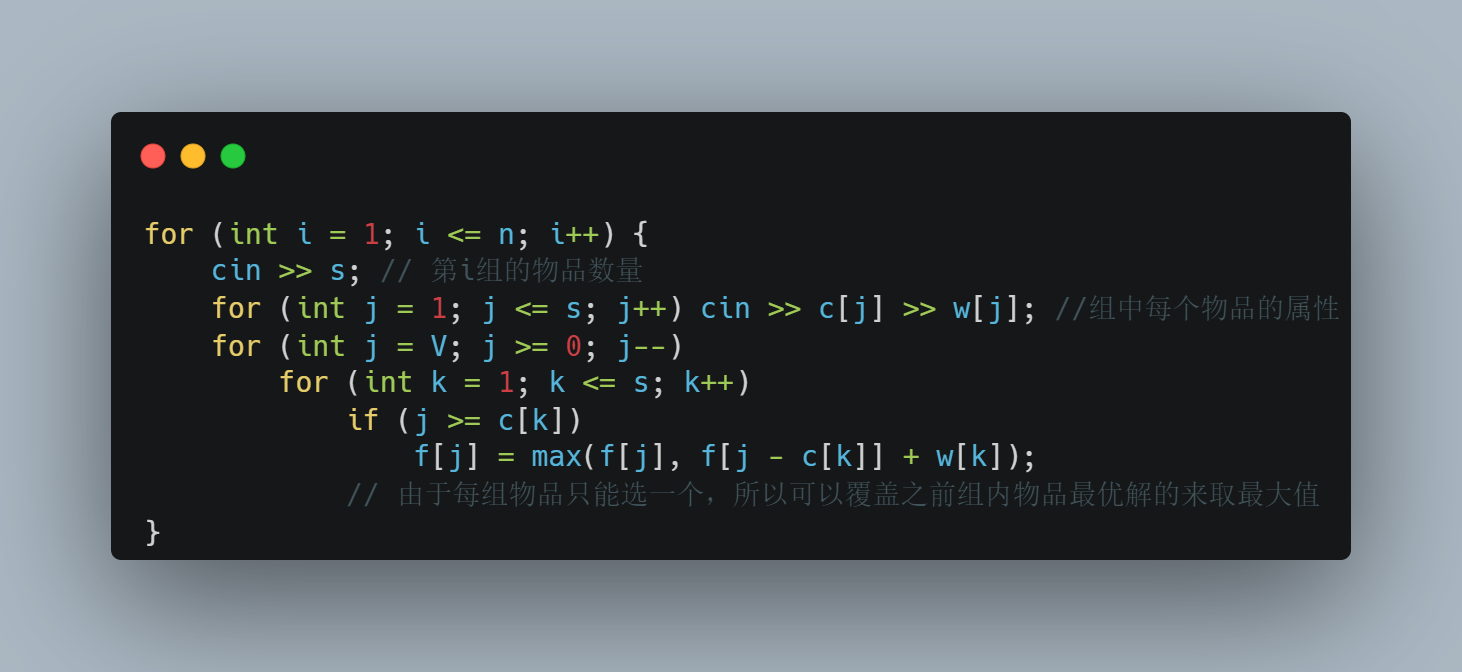 for (int i = 1; i <= n; i++) {
    cin >> s; // 第i组的物品数量
    for (int j = 1; j <= s; j++) cin >> c[j] >> w[j]; //组中每个物品的属性
    for (int j = V; j >= 0; j--)
        for (int k = 1; k <= s; k++)
            if (j >= c[k])
                f[j] = max(f[j], f[j - c[k]] + w[k]);
            // 由于每组物品只能选一个，所以可以覆盖之前组内物品最优解的来取最大值
}